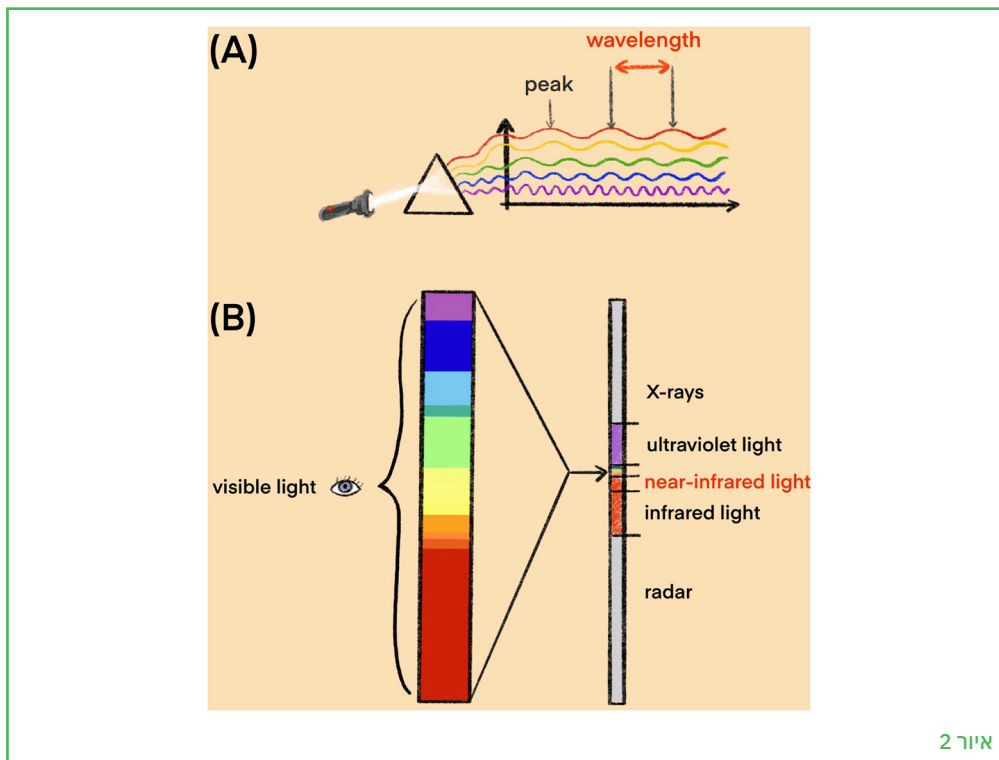 (A)
wavelength
peak
(B)
X-rays
ultraviolet light
visible light
near-infrared light
infrared light
radar
איור 2